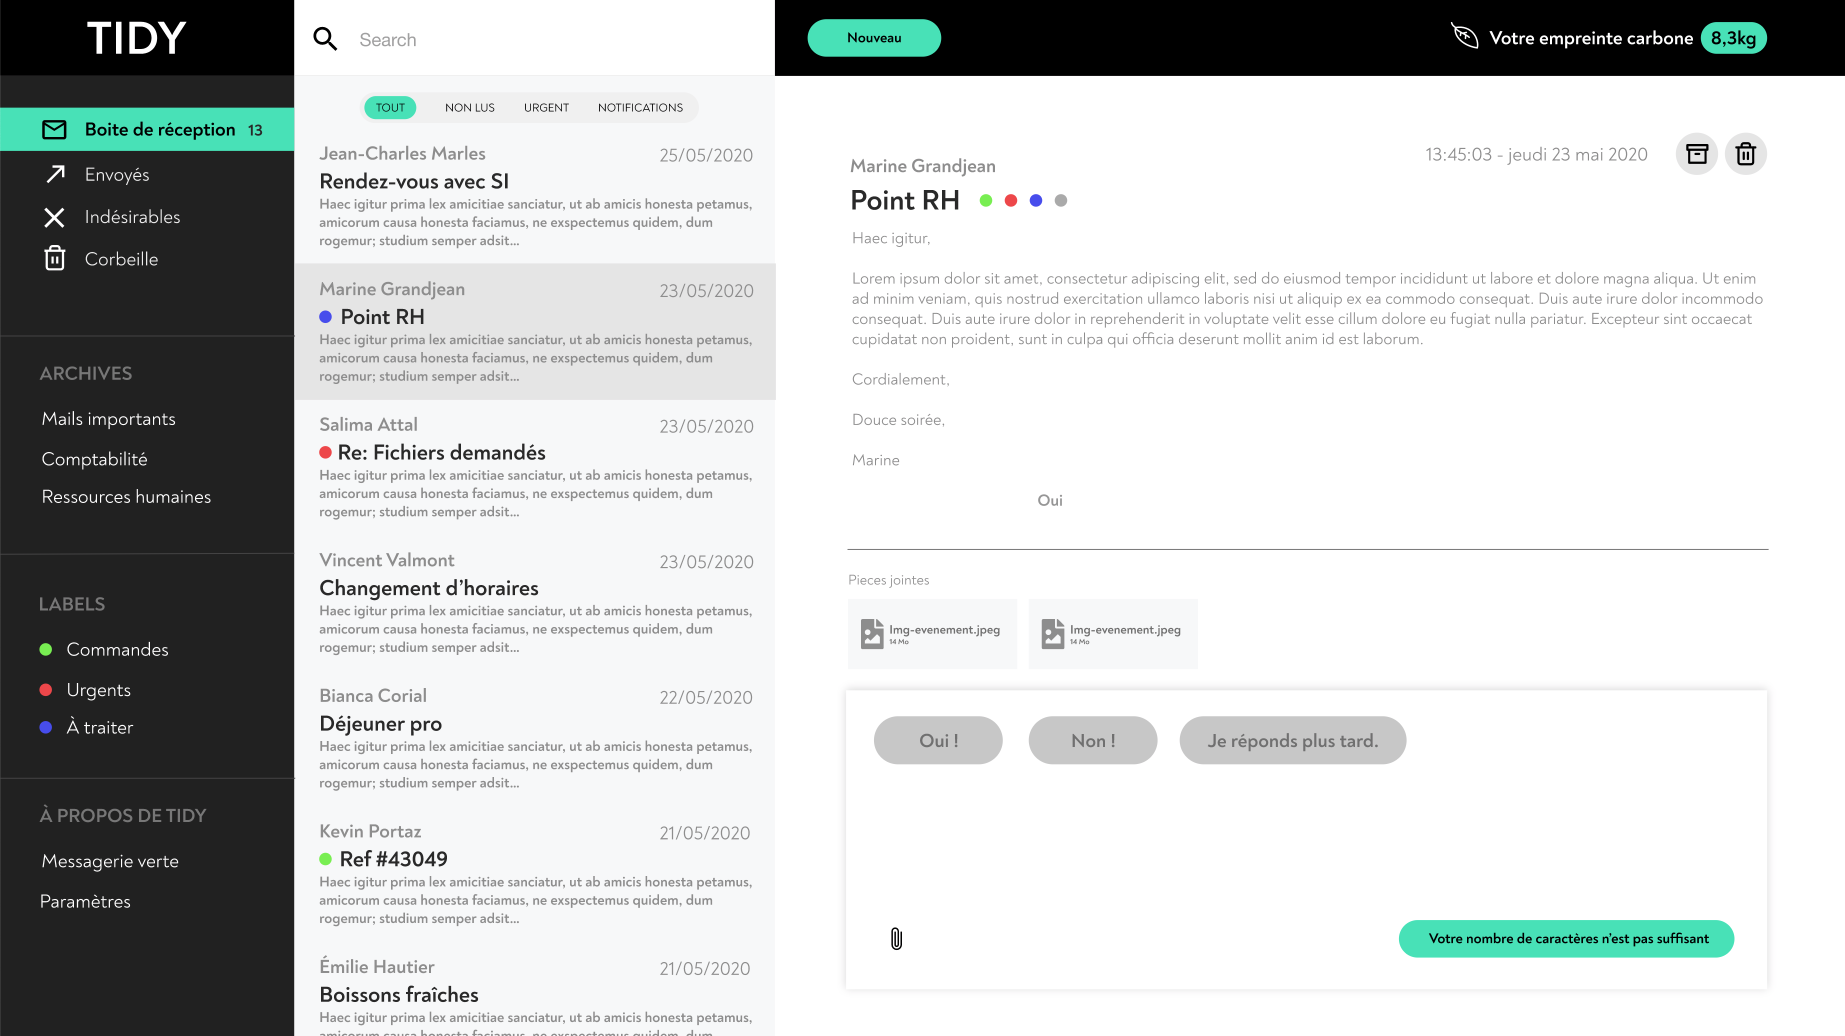 TIDY
Boite de réception 13
Envoyés
Indésirables
Corbeille
ARCHIVES
Mails importants
Comptabilité
Ressources humaines
LABELS
Commandes
Urgents
À traiter
À PROPOS DE TIDY
Messagerie verte
Paramètres
Search
TOUT NON LUS URGENT NOTIFICATIONS
Jean-Charles Marles 25/05/2020
Rendez-vous avec SI
Haec igitur prima lex amicitiae sanciatur, ut ab amicis honesta petamus,
amicorum causa honesta faciamus, ne exspectemus quidem, dum
rogemur; studium semper adsit...
Marine Grandjean 23/05/2020
Point RH
Haec igitur prima lex amicitiae sanciatur, ut ab amicis honesta petamus,
amicorum causa honesta faciamus, ne exspectemus quidem, dum
rogemur; studium semper adsit...
Salima Attal 23/05/2020
Re: Fichiers demandés
Haec igitur prima lex amicitiae sanciatur, ut ab amicis honesta petamus,
amicorum causa honesta faciamus, ne exspectemus quidem, dum
rogemur; studium semper adsit...
Vincent Valmont 23/05/2020
Changement d'horaires
Haec igitur prima lex amicitiae sanciatur, ut ab amicis honesta petamus,
amicorum causa honesta faciamus, ne exspectemus quidem, dum
rogemur; studium semper adsit...
Bianca Corial 22/05/2020
Déjeuner pro
Haec igitur prima lex amicitiae sanciatur, ut ab amicis honesta petamus,
amicorum causa honesta faciamus, ne exspectemus quidem, dum
rogemur; studium semper adsit...
Kevin Portaz 21/05/2020
Ref #43049
Haec igitur prima lex amicitiae sanciatur, ut ab amicis honesta petamus,
amicorum causa honesta faciamus, ne exspectemus quidem, dum
rogemur; studium semper adsit...
Émilie Hautier 21/05/2020
Boissons fraîches
Haec igitur prima lex amicitiae sanciatur, ut ab amicis honesta petamus,
amicorum causa honesta faciamus, ne exspectemus quidem, dum
Nouveau
Votre empreinte carbone 8,3kg
13:45:03 - jeudi 23 mai 2020
Marine Grandjean
Point RH
Haec igitur,
Lorem ipsum dolor sit amet, consectetur adipiscing elit, sed do eiusmod tempor incididunt ut labore et dolore magna aliqua. Ut enim
ad minim veniam, quis nostrud exercitation ullamco laboris nisi ut aliquip ex ea commodo consequat. Duis aute irure dolor incommodo
consequat. Duis aute irure dolor in reprehenderit in voluptate velit esse cillum dolore eu fugiat nulla pariatur. Excepteur sint occaecat
cupidatat non proident, sunt in culpa qui officia deserunt mollit anim id est laborum.
Cordialement,
Douce soirée,
Marine
Oui
Pieces jointes
Img-evenement.jpeg
14 Mo
Img-evenement.jpeg
14 Mo
Oui !
Non !
Je réponds plus tard.
Votre nombre de caractères n'est pas suffisant